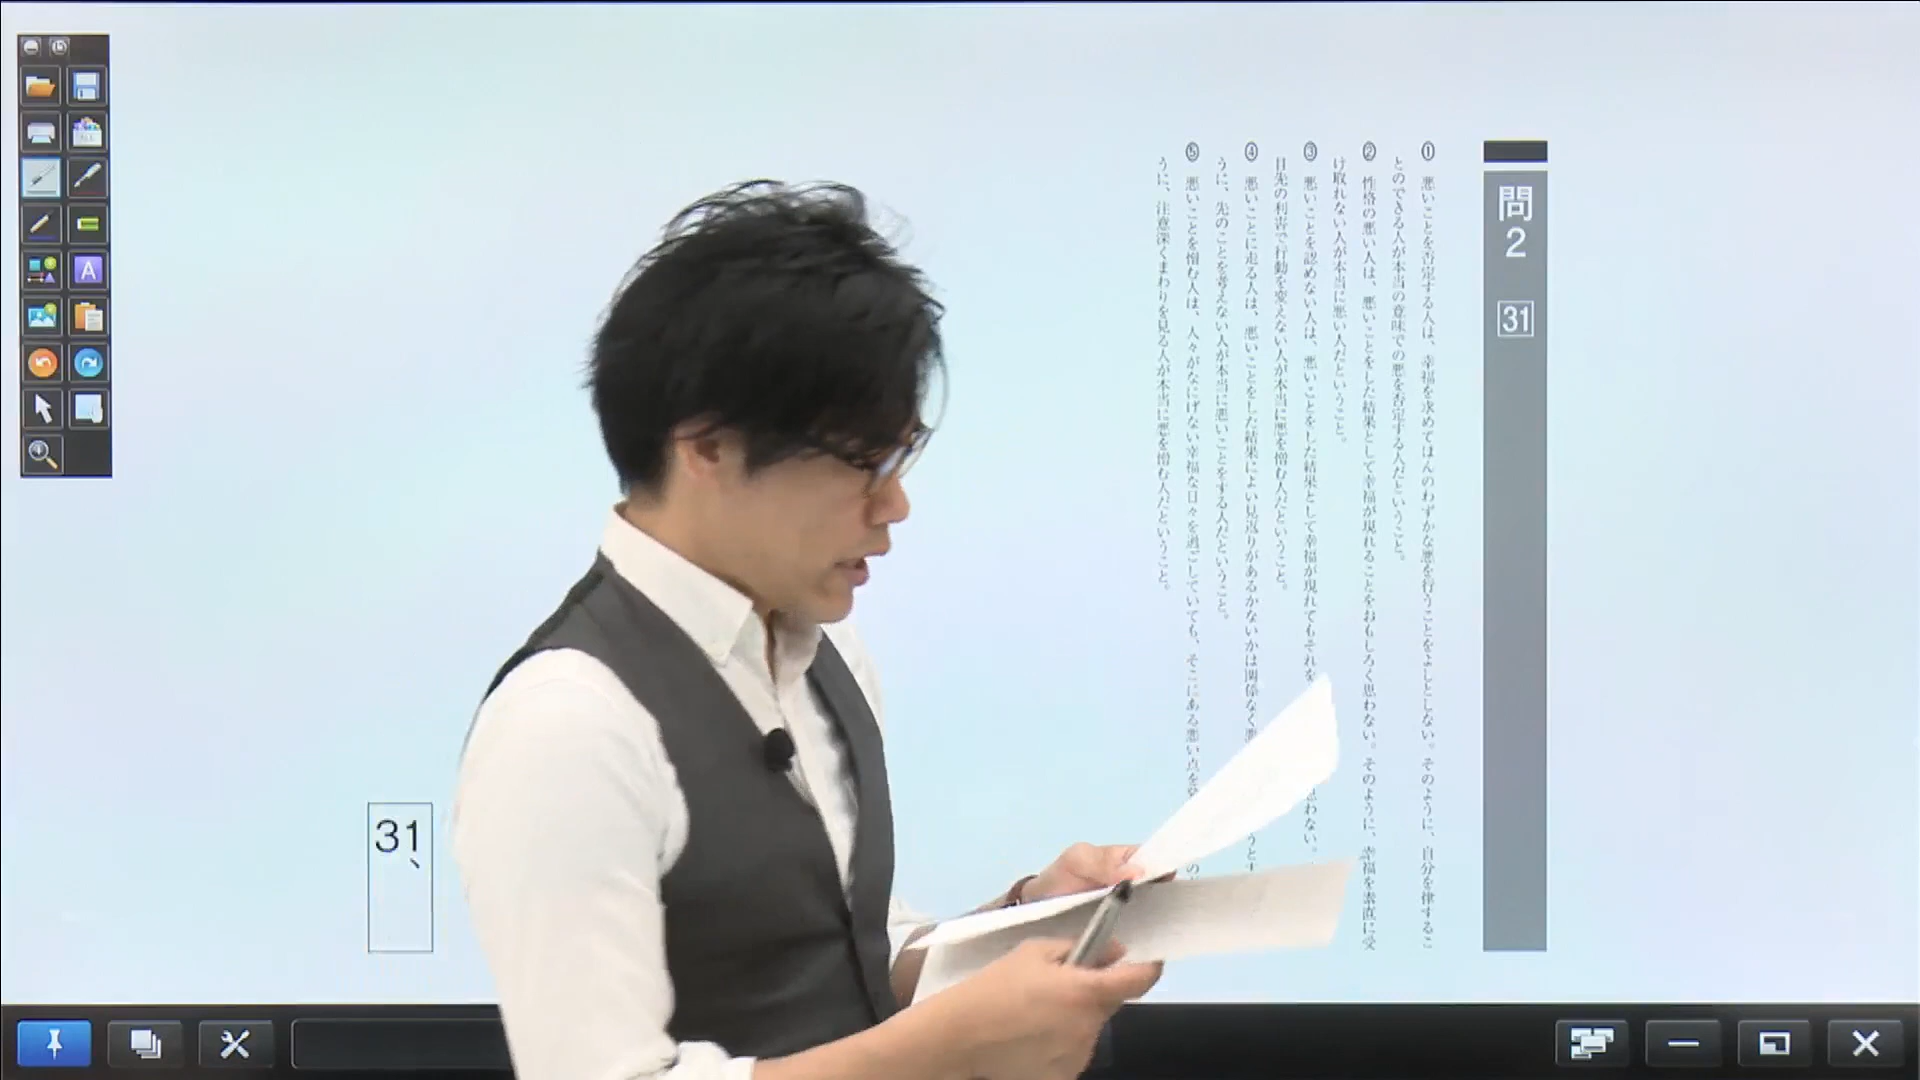 問2 31
① 悪いことを否定する人は、幸福を求めてほんのわずかな悪を行うことをよしとしない。そのように、自分を律するこ
とのできる人が本当の意味での悪を否定する人だということ。
② 性格の悪い人は、悪いことをした結果として幸福が現れることをおもしろく思わない。そのように、幸福を素直に受
け取れない人が本当に悪い人だということ。
③ 悪いことを認めない人は、悪いことをした結果として幸福が現れてもそれを 思わない。
目先の利害で行動を変えない人が本当に悪を憎む人だということ。
④ 悪いことに走る人は、悪いことをした結果によい見返りがあるかないかは関係なく うとす
うに、先のことを考えない人が本当に悪いことをする人だということ。
⑤ 悪いことを憎む人は、人々がなにげない幸福な日々を過ごしていても、そこにある悪い点を
うに、注意深くまわりを見る人が本当に悪を憎む人だということ。
31、